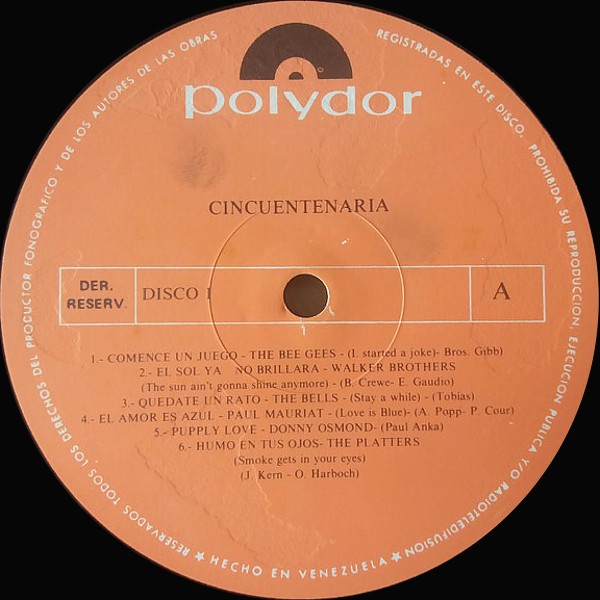 RESERVADOS TODOS LOS DERECHOS DEL PRODUCTOR FONOGRAFICO Y DE LOS AUTORES DE LAS OBRAS
REGISTRADAS EN ESTE DISCO. PROHIBIDA SU REPRODUCCION, EJECUCION PUBLICA Y/O RADIOTELEDIFUSION
polydor
CINCUENTENARIA
DER.
RESERV.
DISCO 1
A
1.- COMENCE UN JUEGO - THE BEE GEES - (I. started a joke)- Bros. Gibb)
2.- EL SOL YA NO BRILLARA - WALKER BROTHERS
(The sun ain't gonna shine anymore) - (B. Crewe- E. Gaudio)
3.- QUEDATE UN RATO - THE BELLS - (Stay a while) - (Tobias)
4.- EL AMOR ES AZUL - PAUL MAURIAT - (Love is Blue)- (A. Popp- P. Cour)
5.- PUPPLY LOVE - DONNY OSMOND- (Paul Anka)
6.- HUMO EN TUS OJOS- THE PLATTERS
(Smoke gets in your eyes)
(J. Kern - O. Harboch)
★ HECHO EN VENEZUELA ★